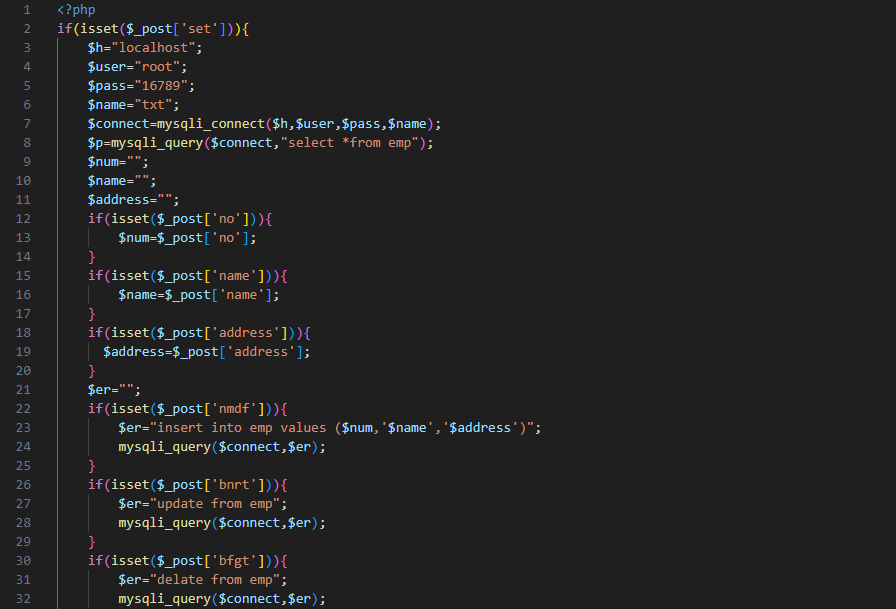 1 <?php
2 if(isset($_post['set'])){
3 $h="localhost";
4 $user="root";
5 $pass="16789";
6 $name="txt";
7 $connect=mysqli_connect($h,$user,$pass,$name);
8 $p=mysqli_query($connect,"select *from emp");
9 $num="";
10 $name="";
11 $address="";
12 if(isset($_post['no'])){
13 $num=$_post['no'];
14 }
15 if(isset($_post['name'])){
16 $name=$_post['name'];
17 }
18 if(isset($_post['address'])){
19 $address=$_post['address'];
20 }
21 $er="";
22 if(isset($_post['nmdf'])){
23 $er="insert into emp values ($num,'$name','$address')";
24 mysqli_query($connect,$er);
25 }
26 if(isset($_post['bnrt'])){
27 $er="update from emp";
28 mysqli_query($connect,$er);
29 }
30 if(isset($_post['bfgt'])){
31 $er="delate from emp";
32 mysqli_query($connect,$er);